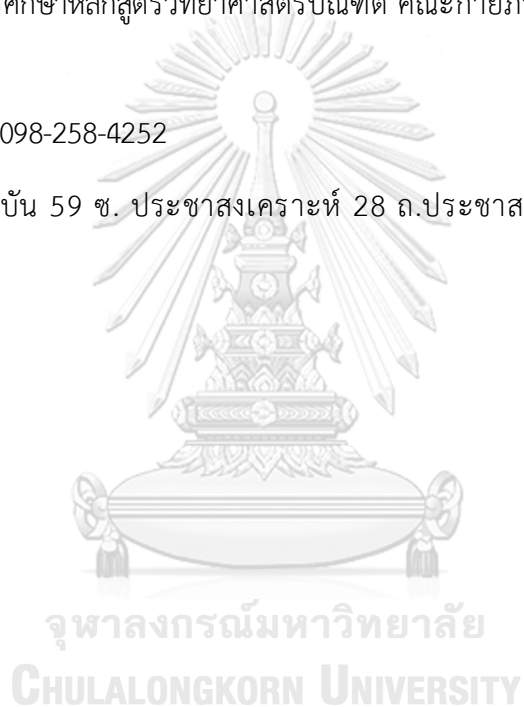 ศึกษาหลักสูตรวิทยาศาสตรบัณฑิต คณะกายภ
098-258-4252
บัน 59 ซ. ประชาสงเคราะห์ 28 ถ.ประชาส
จุฬาลงกรณ์มหาวิทยาลัย
CHULALONGKORN UNIVERSITY